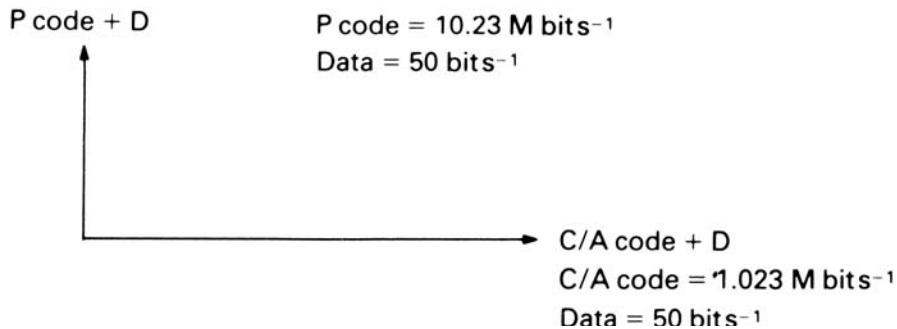 P code + D
P code = 10.23 M bits⁻¹
Data = 50 bits⁻¹
C/A code + D
C/A code = 1.023 M bits⁻¹
Data = 50 bits⁻¹